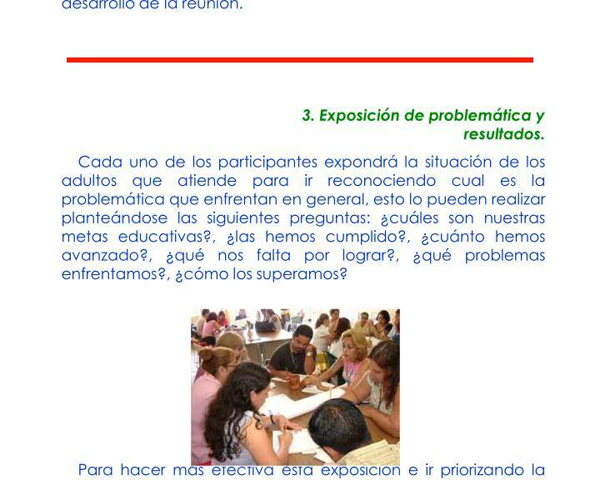 desarrollo de la reunión.
3. Exposición de problemática y
resultados.
Cada uno de los participantes expondrá la situación de los
adultos que atiende para ir reconociendo cual es la
problemática que enfrentan en general, esto lo pueden realizar
planteándose las siguientes preguntas: ¿cuáles son nuestras
metas educativas?, ¿las hemos cumplido?, ¿cuánto hemos
avanzado?, ¿qué nos falta por lograr?, ¿qué problemas
enfrentamos?, ¿cómo los superamos?
Para hacer más efectiva esta exposición e ir priorizando la